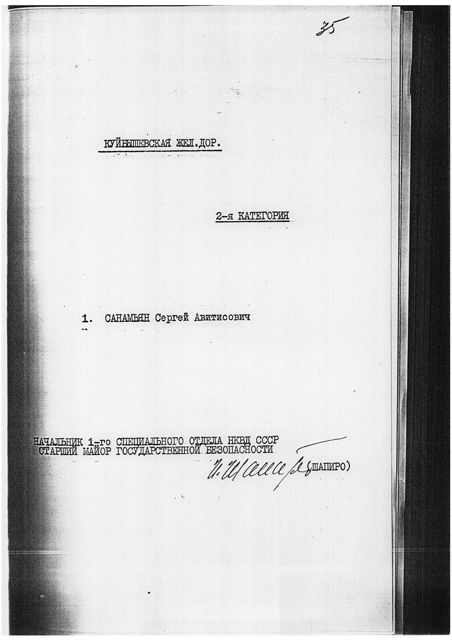 35
КУЙБЫШЕВСКАЯ ЖЕЛ.ДОР.
2-я КАТЕГОРИЯ
1. САНАМЬЯН Сергей Авитисович
НАЧАЛЬНИК 1-го СПЕЦИАЛЬНОГО ОТДЕЛА НКВД СССР
СТАРШИЙ МАЙОР ГОСУДАРСТВЕННОЙ БЕЗОПАСНОСТИ
И. Шапиро (ШАПИРО)